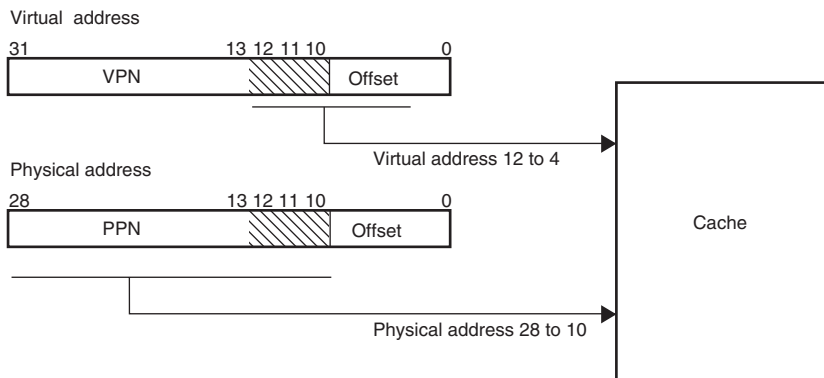 Virtual address
31 13 12 11 10 0
VPN Offset
Virtual address 12 to 4
Physical address
28 13 12 11 10 0
PPN Offset
Cache
Physical address 28 to 10